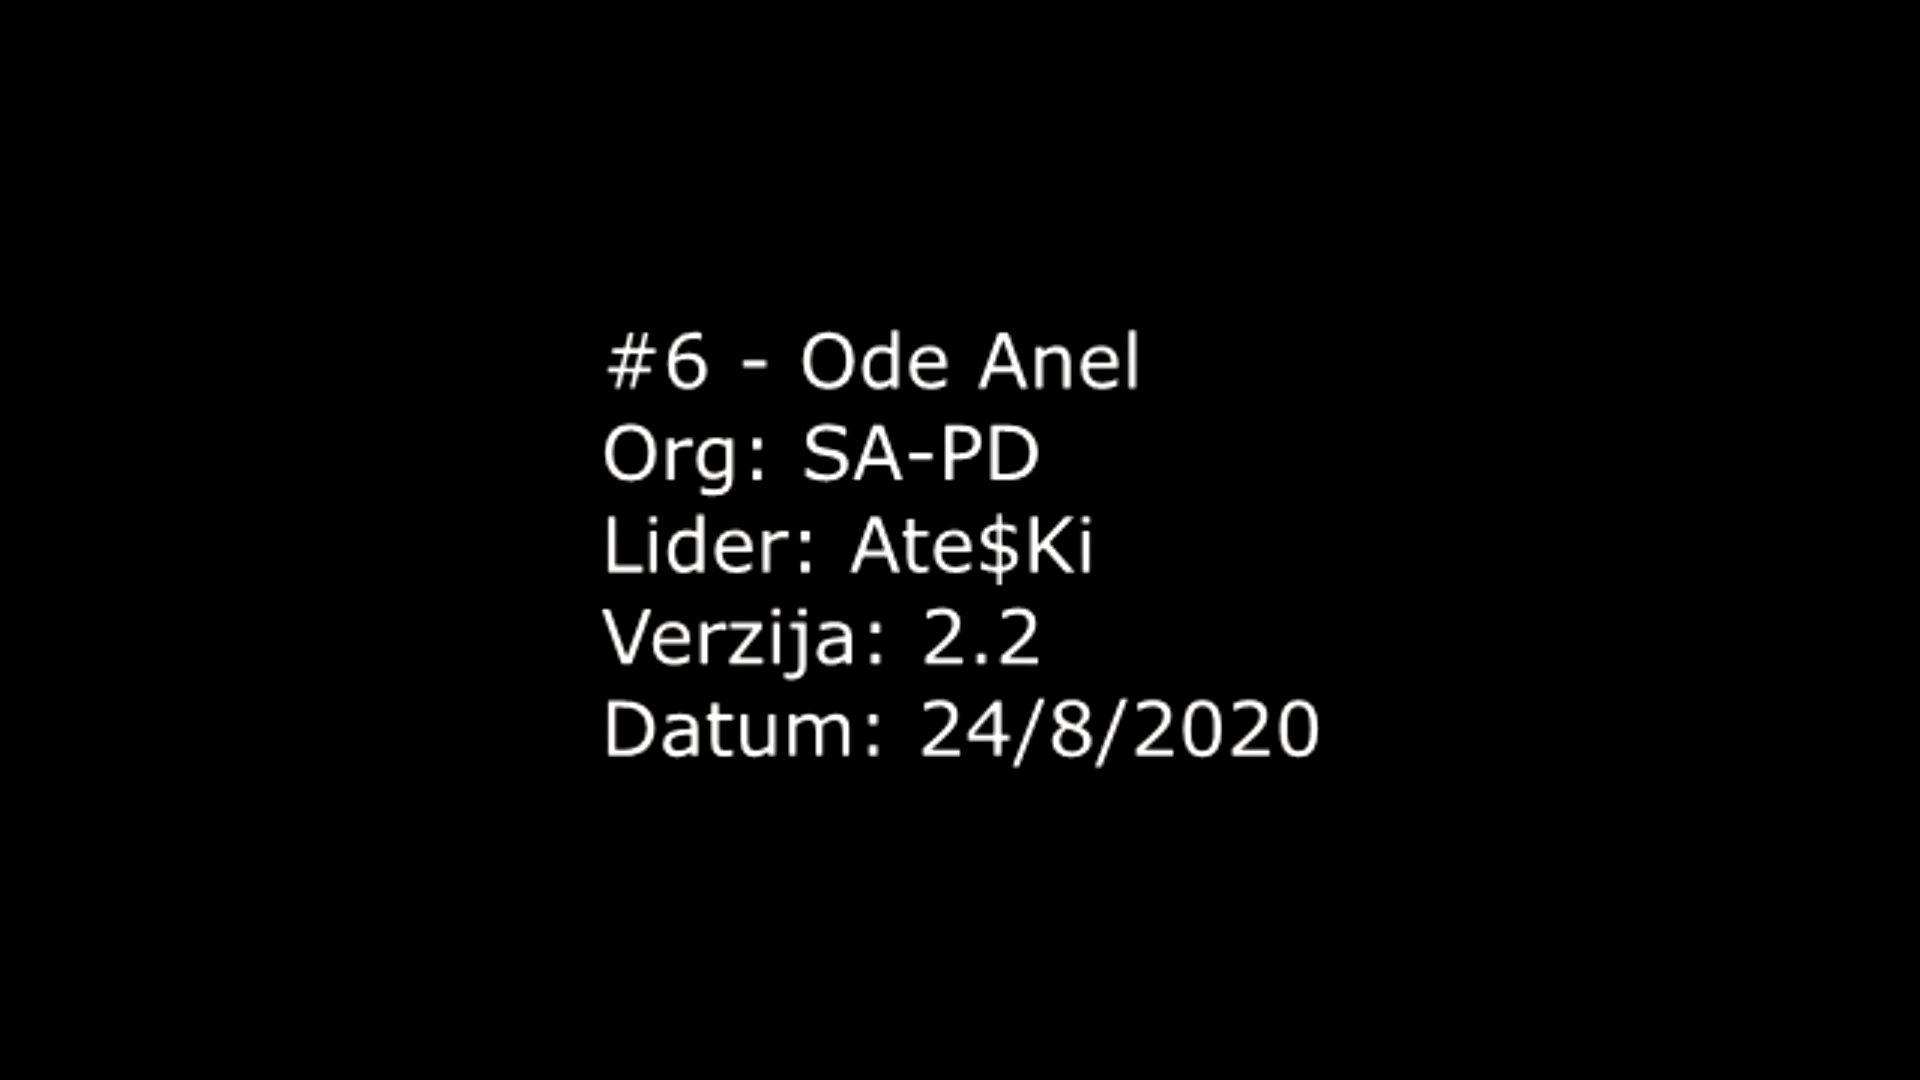 #6 - Ode Anel
Org: SA-PD
Lider: Ate$Ki
Verzija: 2.2
Datum: 24/8/2020